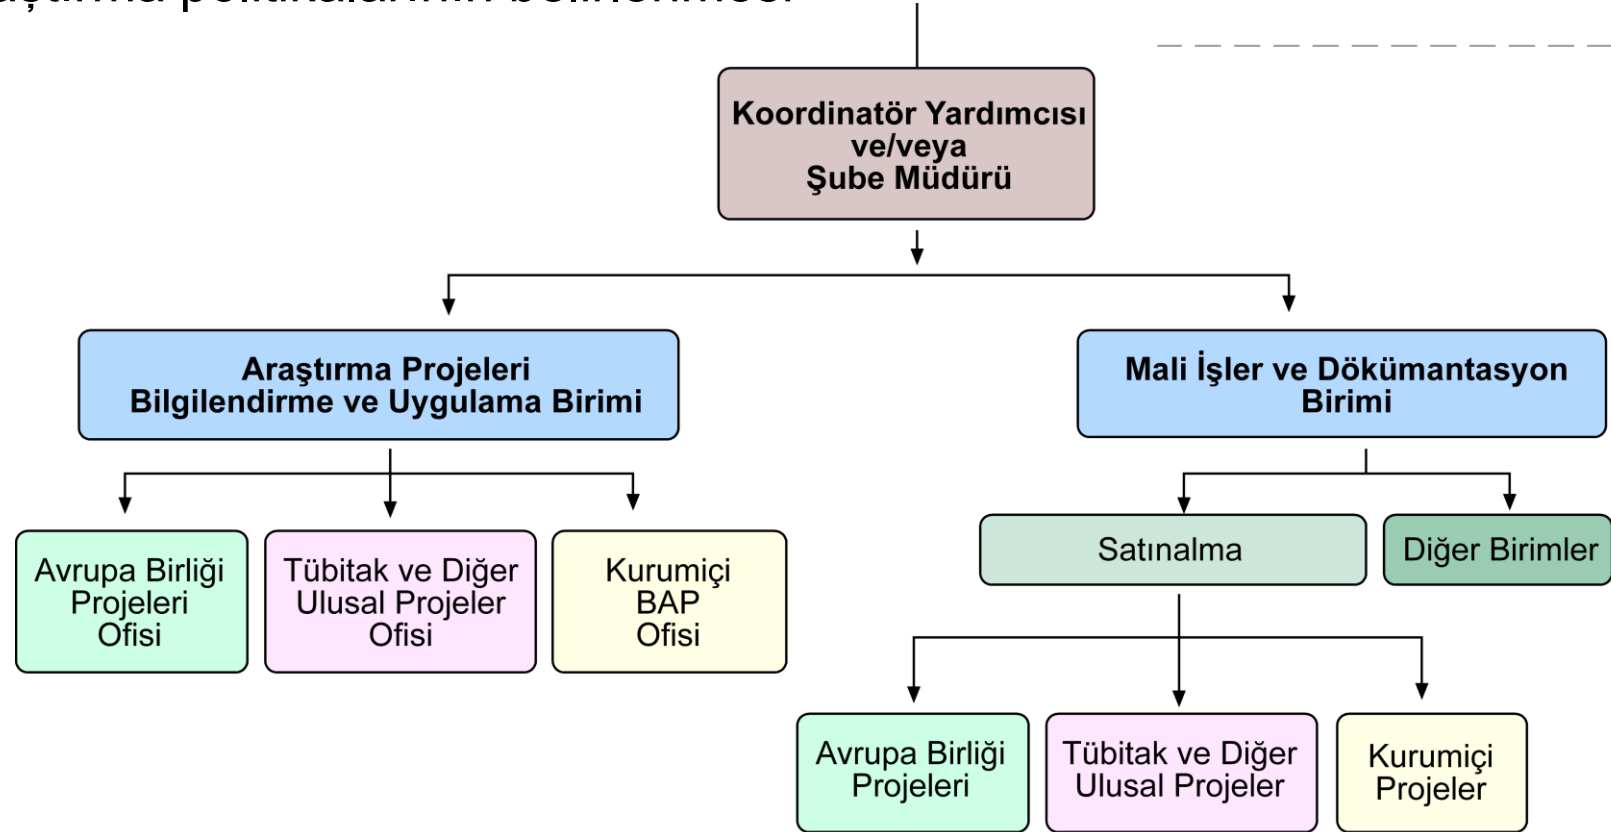 politikalarının belirlenmesi
Koordinatör Yardımcısı
ve/veya
Şube Müdürü
Araştırma Projeleri
Bilgilendirme ve Uygulama Birimi
Mali İşler ve Dökümantasyon
Birimi
Avrupa Birliği
Projeleri
Ofisi
Tübitak ve Diğer
Ulusal Projeler
Ofisi
Kurumiçi
BAP
Ofisi
Satınalma
Diğer Birimler
Avrupa Birliği
Projeleri
Tübitak ve Diğer
Ulusal Projeler
Kurumiçi
Projeler